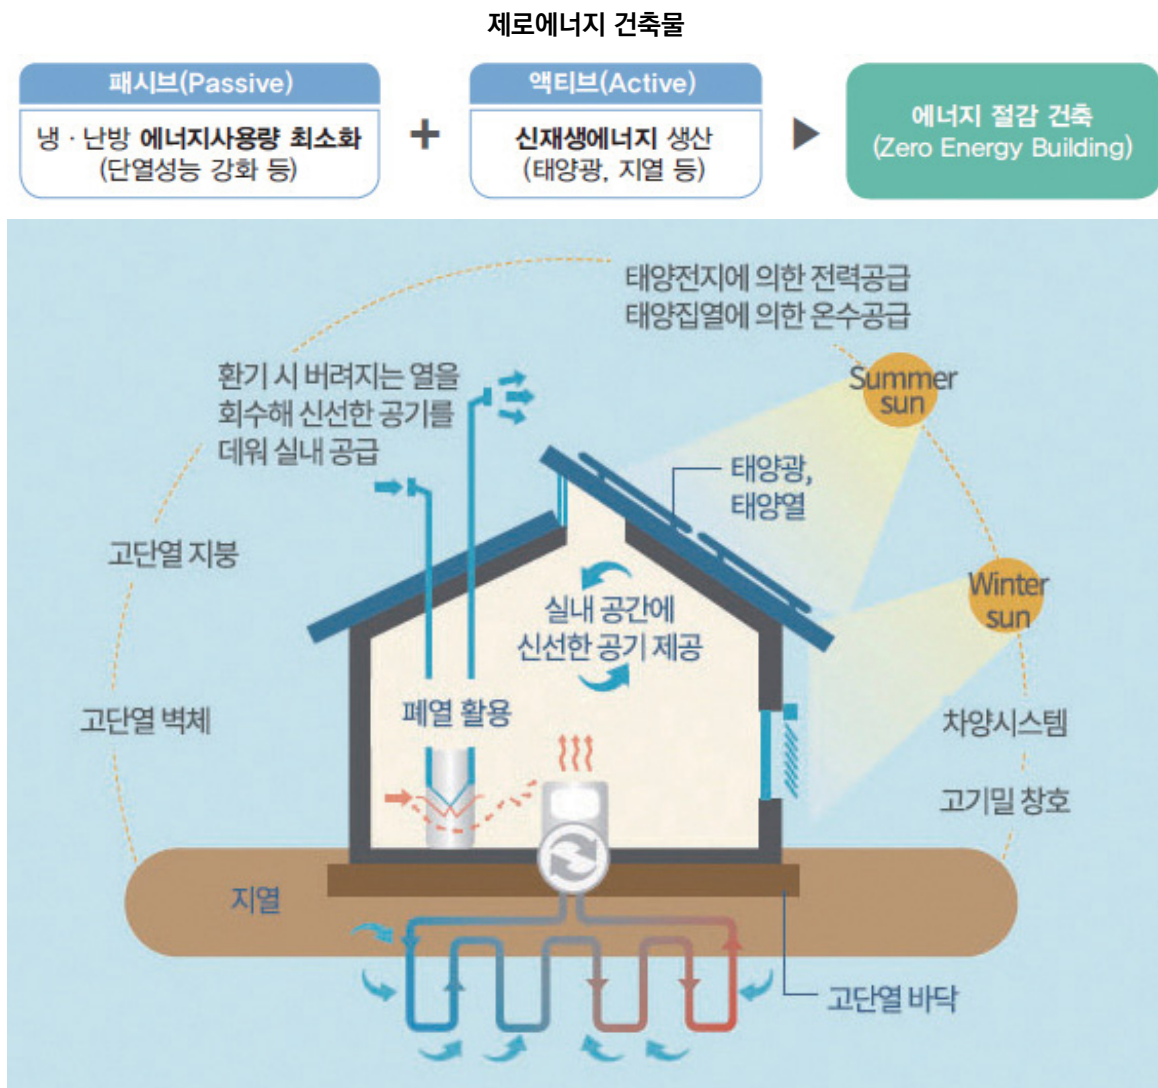 제로에너지 건축물
패시브(Passive)
냉 · 난방 에너지사용량 최소화
(단열성능 강화 등)
+
액티브(Active)
신재생에너지 생산
(태양광, 지열 등)
에너지 절감 건축
(Zero Energy Building)
태양전지에 의한 전력공급
태양집열에 의한 온수공급
환기 시 버려지는 열을
회수해 신선한 공기를
데워 실내 공급
Summer
sun
태양광,
태양열
고단열 지붕
Winter
sun
실내 공간에
신선한 공기 제공
고단열 벽체
폐열 활용
차양시스템
고기밀 창호
지열
고단열 바닥